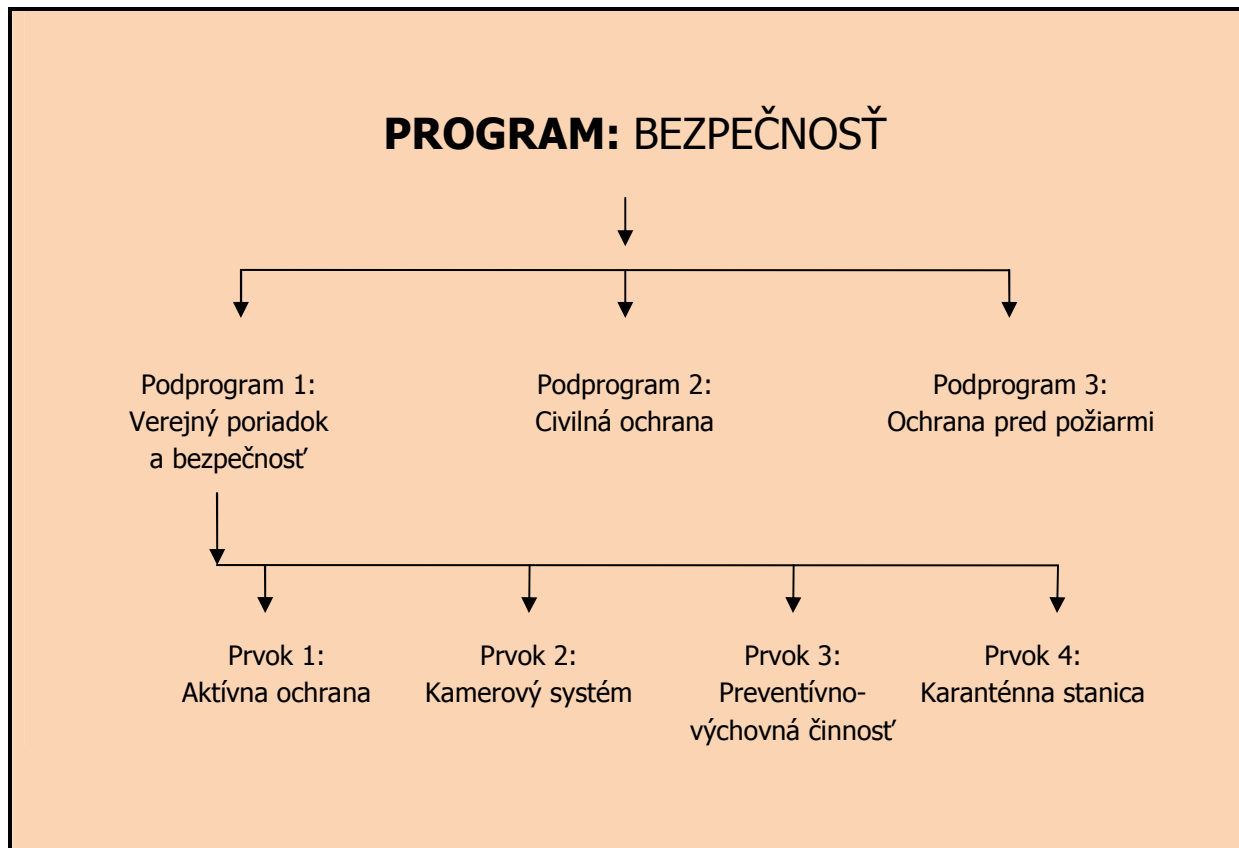 PROGRAM: BEZPEČNOSŤ
Podprogram 1:
Verejný poriadok
a bezpečnosť
Podprogram 2:
Civilná ochrana
Podprogram 3:
Ochrana pred požiarmi
Prvok 1:
Aktívna ochrana
Prvok 2:
Kamerový systém
Prvok 3:
Preventívno-
výchovná činnosť
Prvok 4:
Karanténna stanica